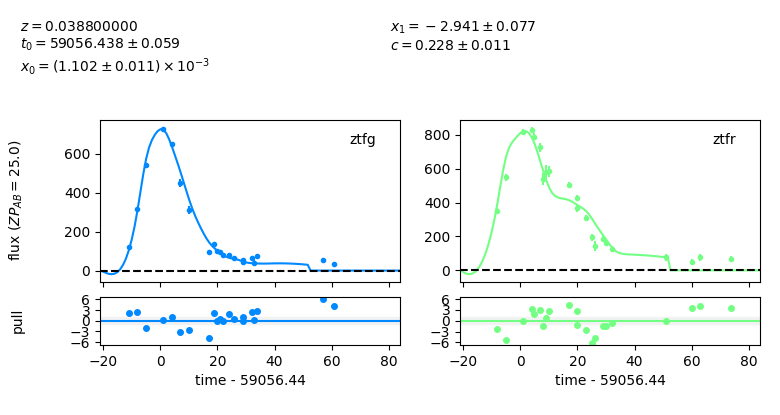 z = 0.038800000
t₀ = 59056.438 ± 0.059
x₀ = (1.102 ± 0.011) × 10⁻³
x₁ = −2.941 ± 0.077
c = 0.228 ± 0.011
flux (ZP_AB = 25.0)
ztfg
600
400
200
0
ztfr
800
600
400
200
0
pull
6
3
0
−3
−6
−20 0 20 40 60 80
time - 59056.44
6
3
0
−3
−6
−20 0 20 40 60 80
time - 59056.44